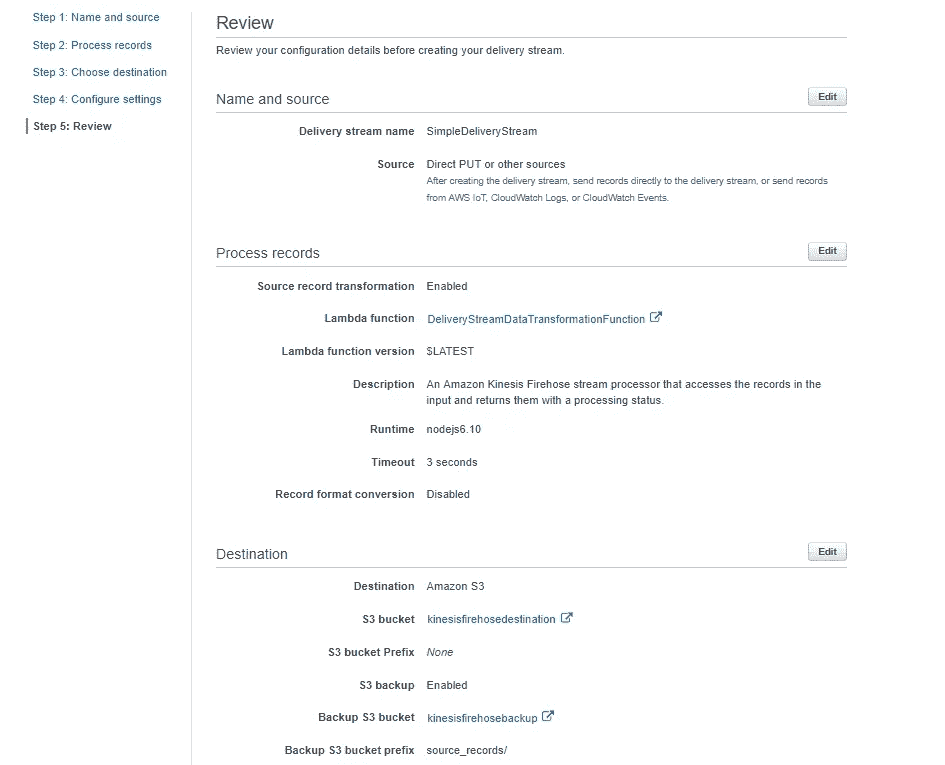 Step 1: Name and source
Step 2: Process records
Step 3: Choose destination
Step 4: Configure settings
Step 5: Review
Review
Review your configuration details before creating your delivery stream.
Name and source
Edit
Delivery stream name SimpleDeliveryStream
Source Direct PUT or other sources
After creating the delivery stream, send records directly to the delivery stream, or send records
from AWS IoT, CloudWatch Logs, or CloudWatch Events.
Process records
Edit
Source record transformation Enabled
Lambda function DeliveryStreamDataTransformationFunction
Lambda function version $LATEST
Description An Amazon Kinesis Firehose stream processor that accesses the records in the
input and returns them with a processing status.
Runtime nodejs6.10
Timeout 3 seconds
Record format conversion Disabled
Destination
Edit
Destination Amazon S3
S3 bucket kinesisfirehosedestination
S3 bucket Prefix None
S3 backup Enabled
Backup S3 bucket kinesisfirehosebackup
Backup S3 bucket prefix source_records/